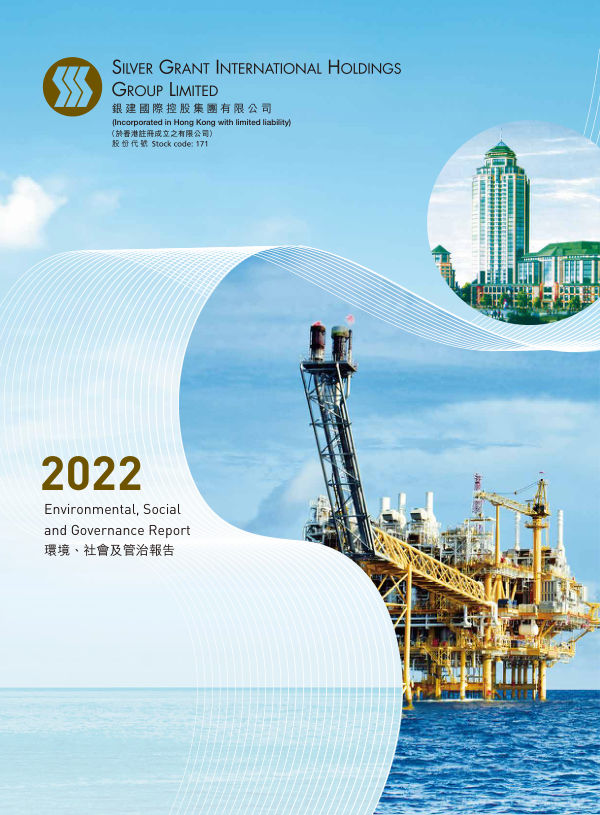 SILVER GRANT INTERNATIONAL HOLDINGS
GROUP LIMITED
銀建國際控股集團有限公司
(Incorporated in Hong Kong with limited liability)
（於香港註冊成立之有限公司）
股份代號 Stock code: 171
2022
Environmental, Social
and Governance Report
環境、社會及管治報告